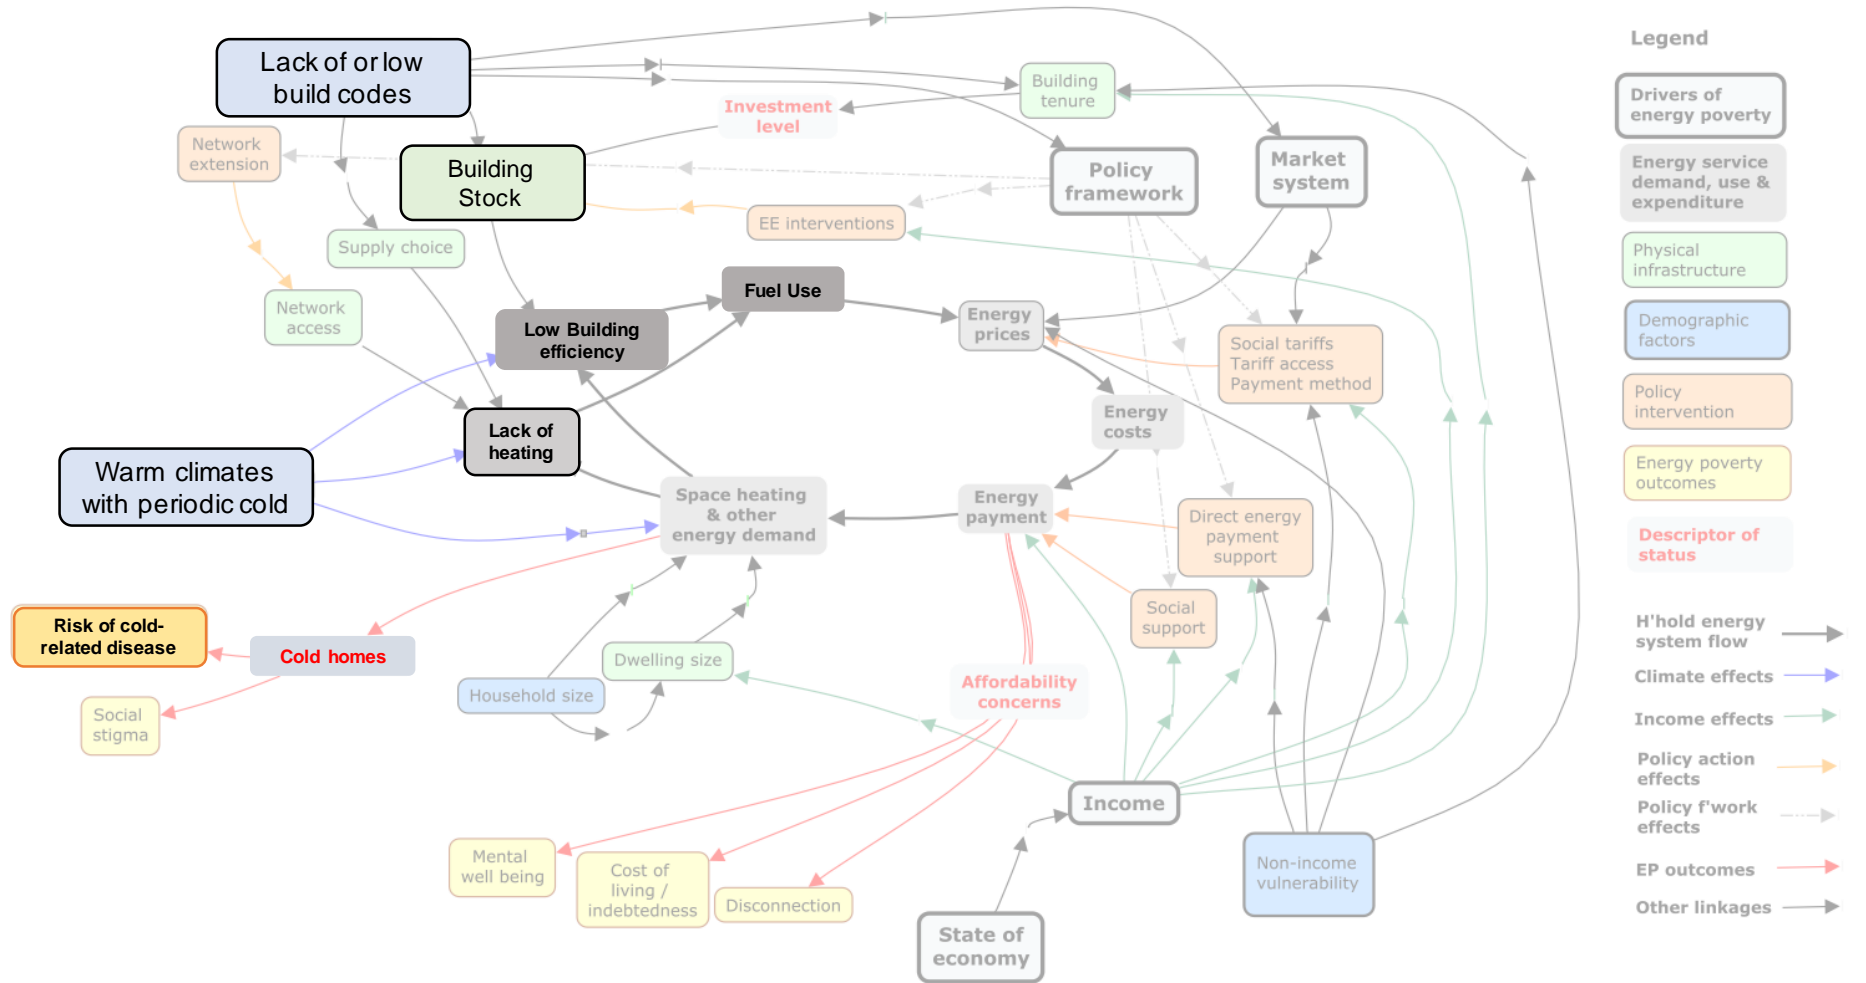 Lack of or low
build codes
Building
tenure
Investment
level
Network
extension
Building
Stock
Policy
framework
Market
system
EE interventions
Supply choice
Network
access
Fuel Use
Low Building
efficiency
Energy
prices
Social tariffs
Tariff access
Payment method
Energy
costs
Lack of
heating
Warm climates
with periodic cold
Space heating
& other
energy demand
Energy
payment
Direct energy
payment
support
Social
support
Risk of cold-
related disease
Cold homes
Dwelling size
Household size
Social
stigma
Affordability
concerns
Income
Mental
well being
Cost of
living /
indebtedness
Disconnection
Non-income
vulnerability
State of
economy
Legend
Drivers of
energy poverty
Energy service
demand, use &
expenditure
Physical
infrastructure
Demographic
factors
Policy
intervention
Energy poverty
outcomes
Descriptor of
status
H'hold energy
system flow
Climate effects
Income effects
Policy action
effects
Policy f'work
effects
EP outcomes
Other linkages